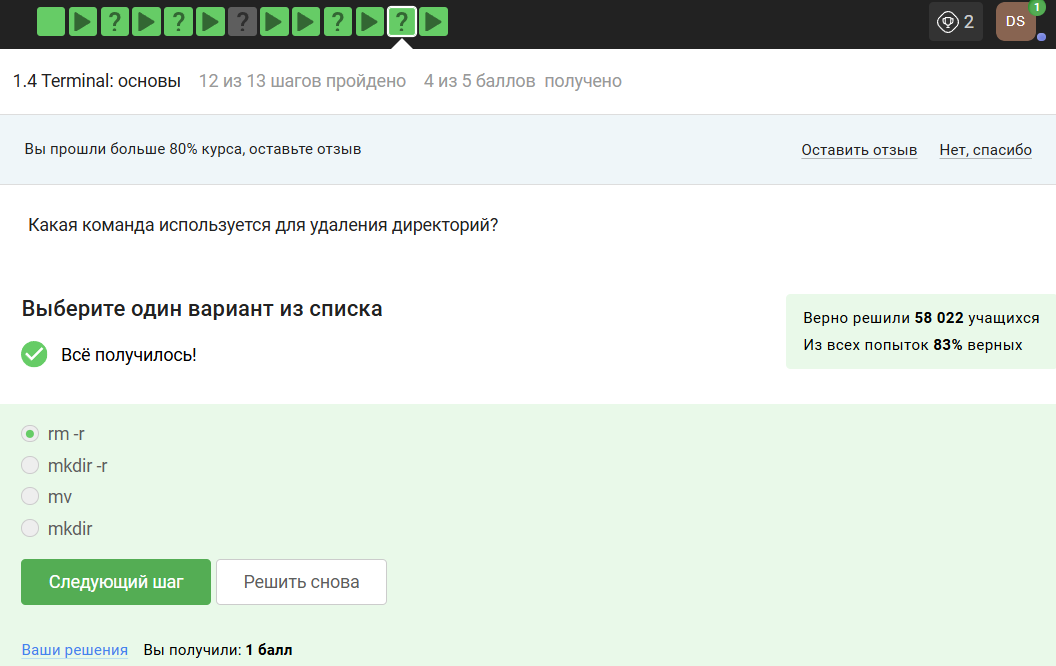 ? ? ? ? ?
2
DS
1
1.4 Terminal: основы 12 из 13 шагов пройдено 4 из 5 баллов получено
Вы прошли больше 80% курса, оставьте отзыв
Оставить отзыв Нет, спасибо
Какая команда используется для удаления директорий?
Выберите один вариант из списка
Всё получилось!
Верно решили 58 022 учащихся
Из всех попыток 83% верных
rm -r
mkdir -r
mv
mkdir
Следующий шаг Решить снова
Ваши решения Вы получили: 1 балл